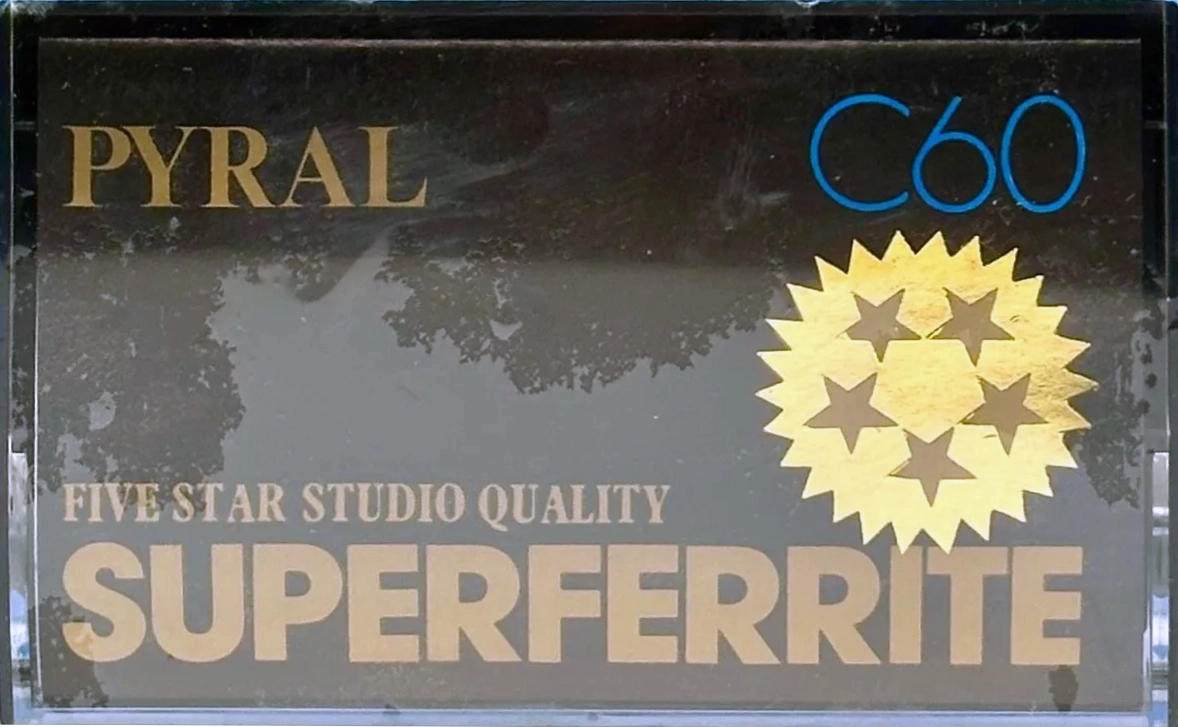 PYRAL
C60
FIVE STAR STUDIO QUALITY
SUPERFERRITE